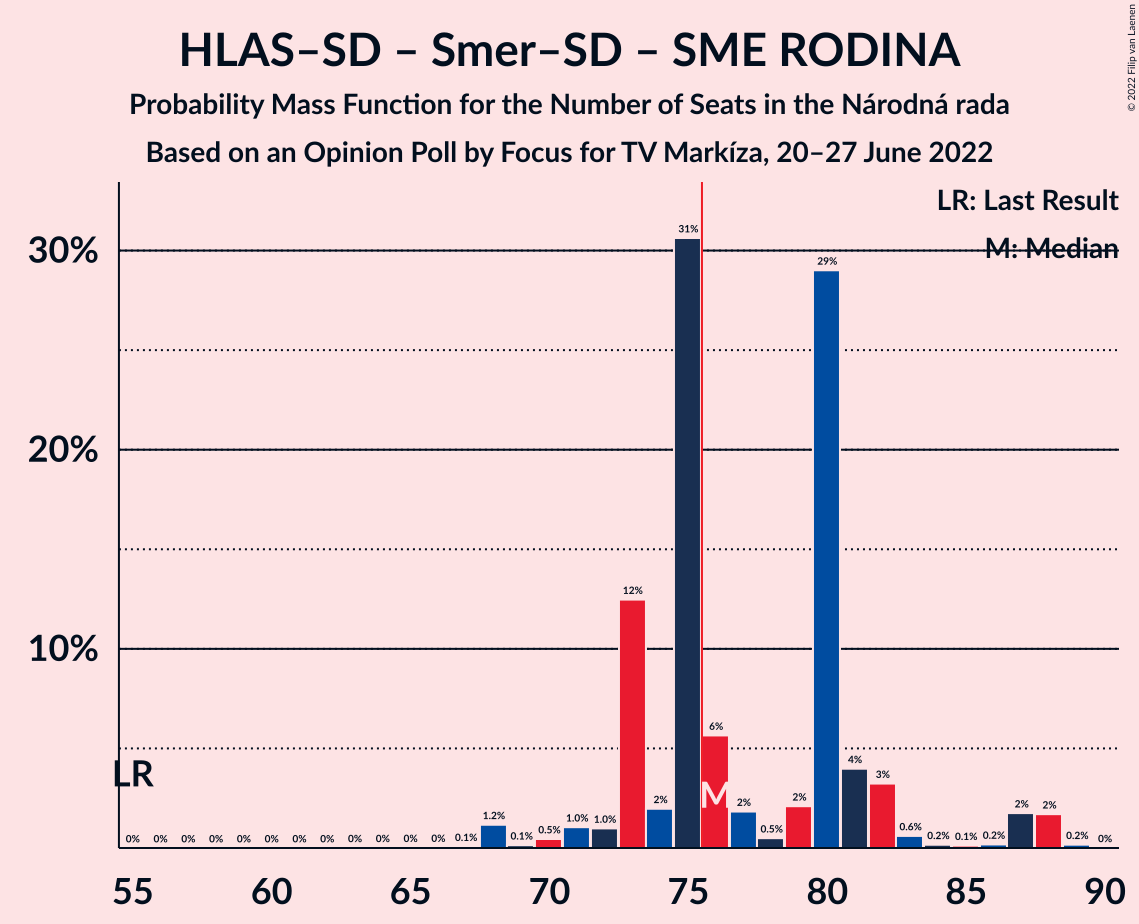 HLAS–SD – Smer–SD – SME RODINA
Probability Mass Function for the Number of Seats in the Národná rada
Based on an Opinion Poll by Focus for TV Markíza, 20–27 June 2022
© 2022 Filip van Laenen
LR: Last Result
M: Median
30%
20%
10%
LR
M
0% 0% 0% 0% 0% 0% 0% 0% 0% 0% 0% 0% 0.1% 1.2% 0.1% 0.5% 1.0% 1.0% 12% 2% 31% 6% 2% 0.5% 2% 29% 4% 3% 0.6% 0.2% 0.1% 0.2% 2% 2% 0.2% 0%
55 60 65 70 75 80 85 90